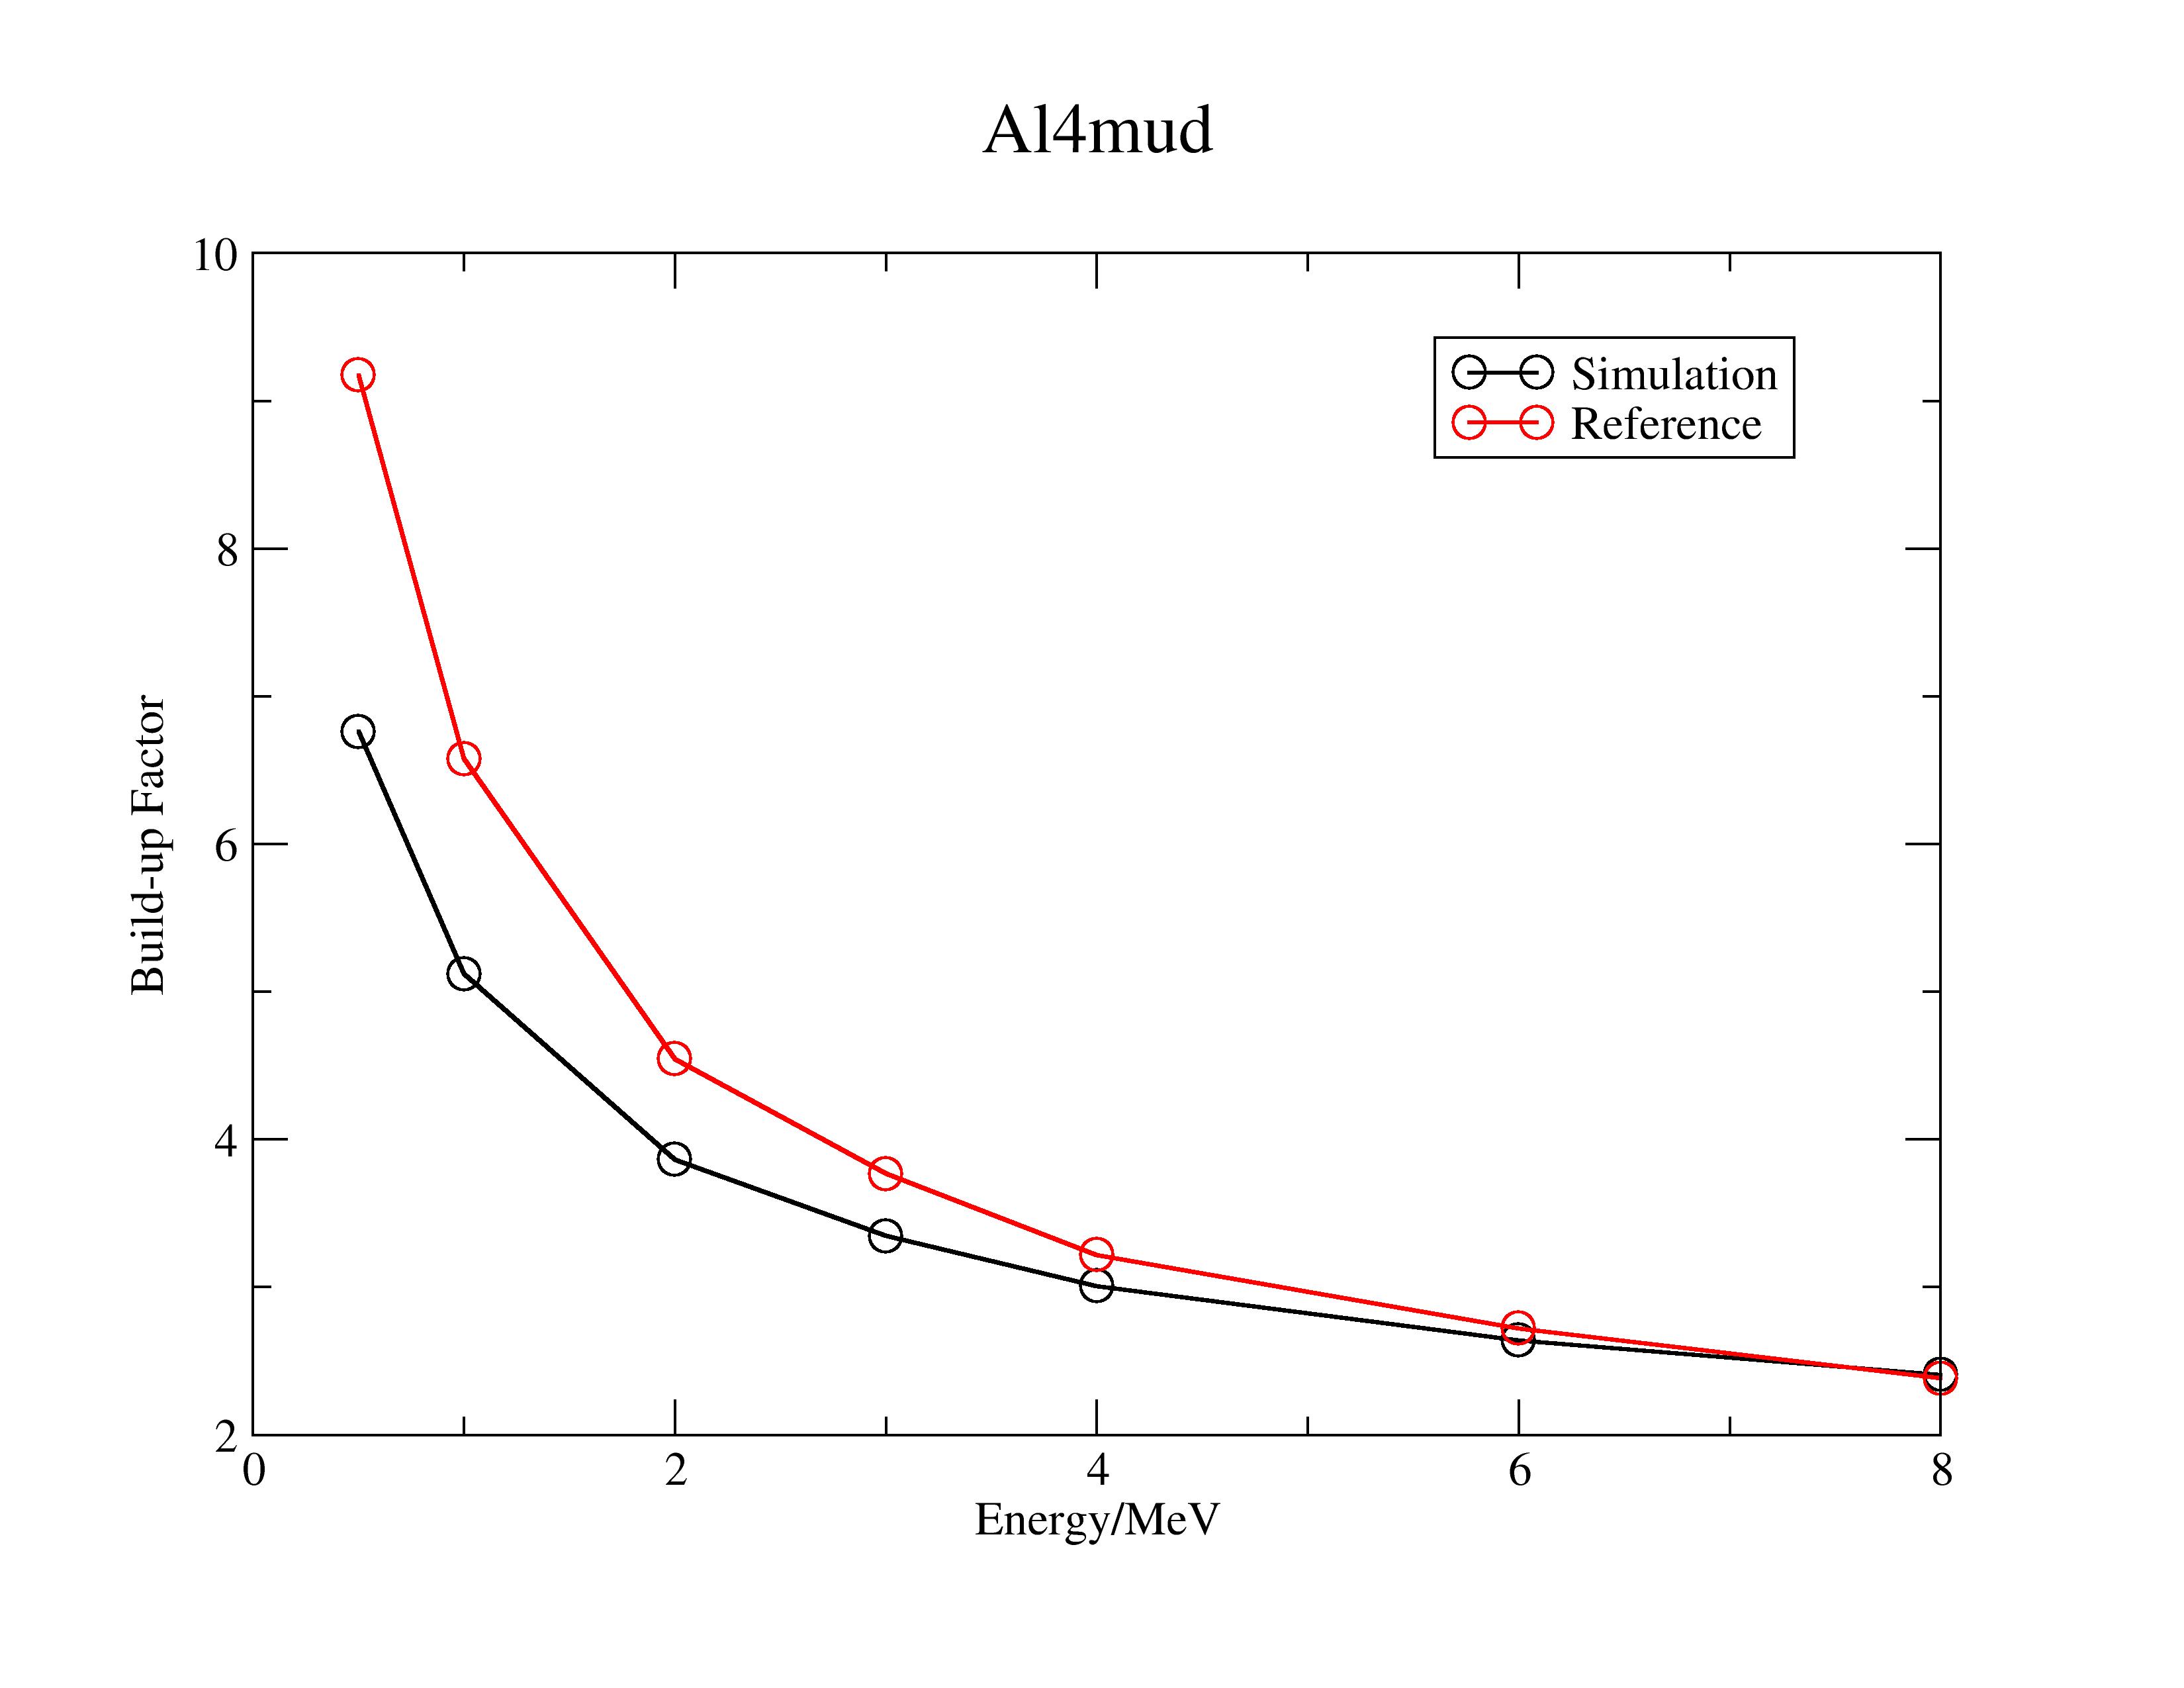 Al4mud
10
8
6
4
2
Build-up Factor
Simulation
Reference
0 2 4 6 8
Energy/MeV